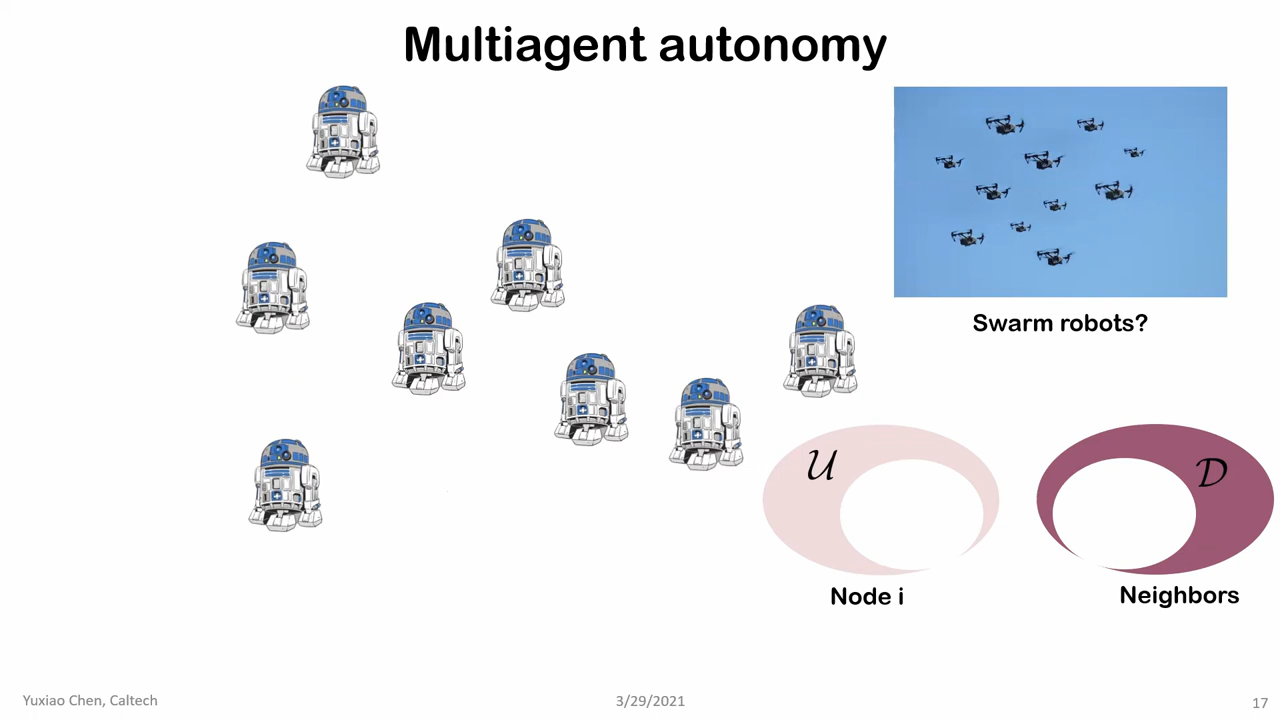 Multiagent autonomy
Swarm robots?
𝒰
𝒟
Node i
Neighbors
Yuxiao Chen, Caltech
3/29/2021
17